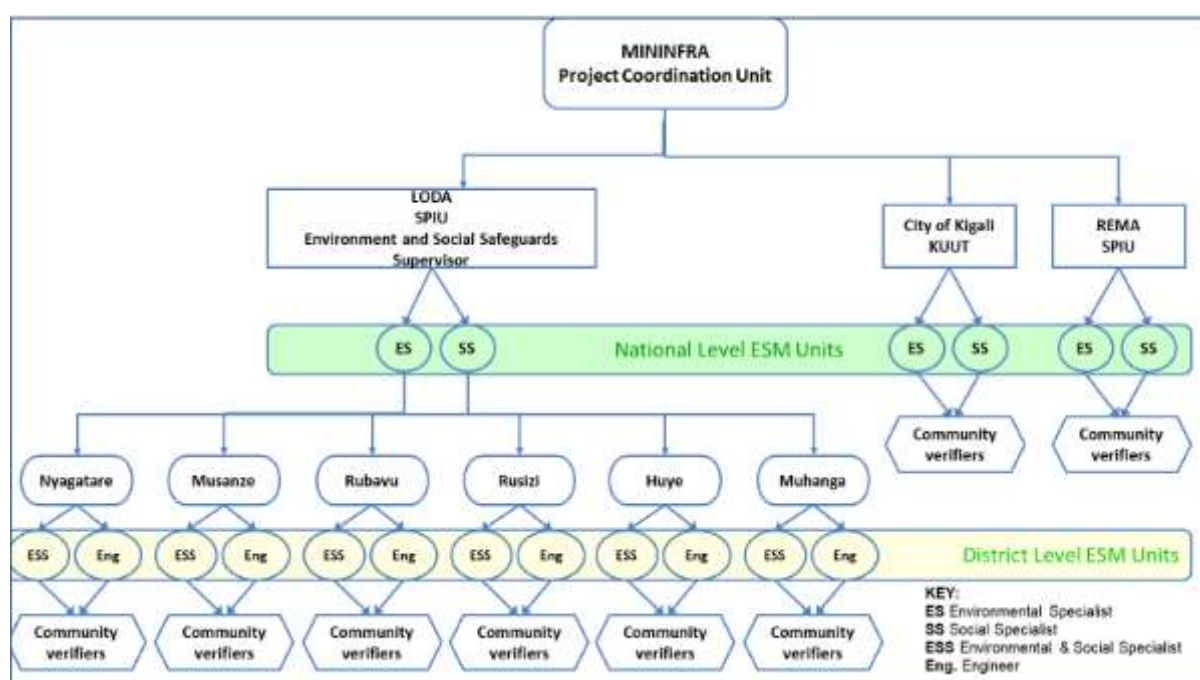 MININFRA
Project Coordination Unit
LODA
SPIU
Environment and Social Safeguards
Supervisor
City of Kigali
KUUT
REMA
SPIU
ES
SS
National Level ESM Units
ES
SS
ES
SS
Community
verifiers
Community
verifiers
Nyagatare
Musanze
Rubavu
Rusizi
Huye
Muhanga
ESS
Eng
ESS
Eng
ESS
Eng
ESS
Eng
ESS
Eng
ESS
Eng
District Level ESM Units
Community
verifiers
Community
verifiers
Community
verifiers
Community
verifiers
Community
verifiers
Community
verifiers
KEY:
ES Environmental Specialist
SS Social Specialist
ESS Environmental & Social Specialist
Eng. Engineer